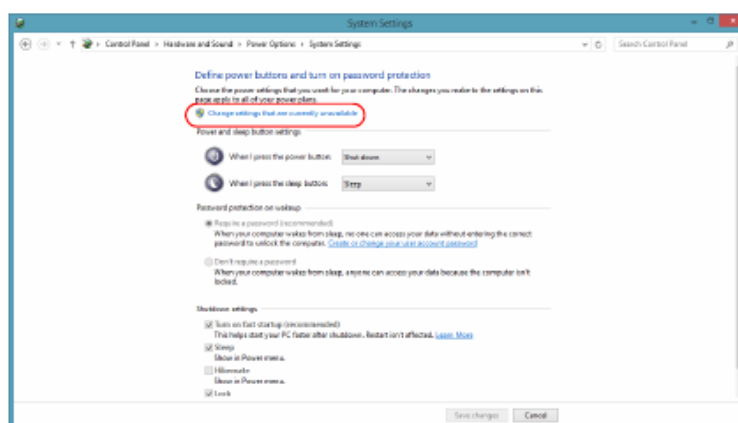 System Settings
Control Panel › Hardware and Sound › Power Options › System Settings
Search Control Panel
Define power buttons and turn on password protection
Choose the power settings that you want for your computer. The changes you make to the settings on this
page apply to all of your power plans.
Change settings that are currently unavailable
Power and sleep button settings
When I press the power button: Shut down
When I press the sleep button: Sleep
Password protection on wakeup
Require a password (recommended)
When your computer wakes from sleep, no one can access your data without entering the correct
password to unlock the computer. Create or change your user account password
Don't require a password
When your computer wakes from sleep, anyone can access your data because the computer isn't
locked.
Shutdown settings
Turn on fast startup (recommended)
This helps start your PC faster after shutdown. Restart isn't affected. Learn More
Sleep
Show in Power menu.
Hibernate
Show in Power menu.
Lock
Save changes Cancel